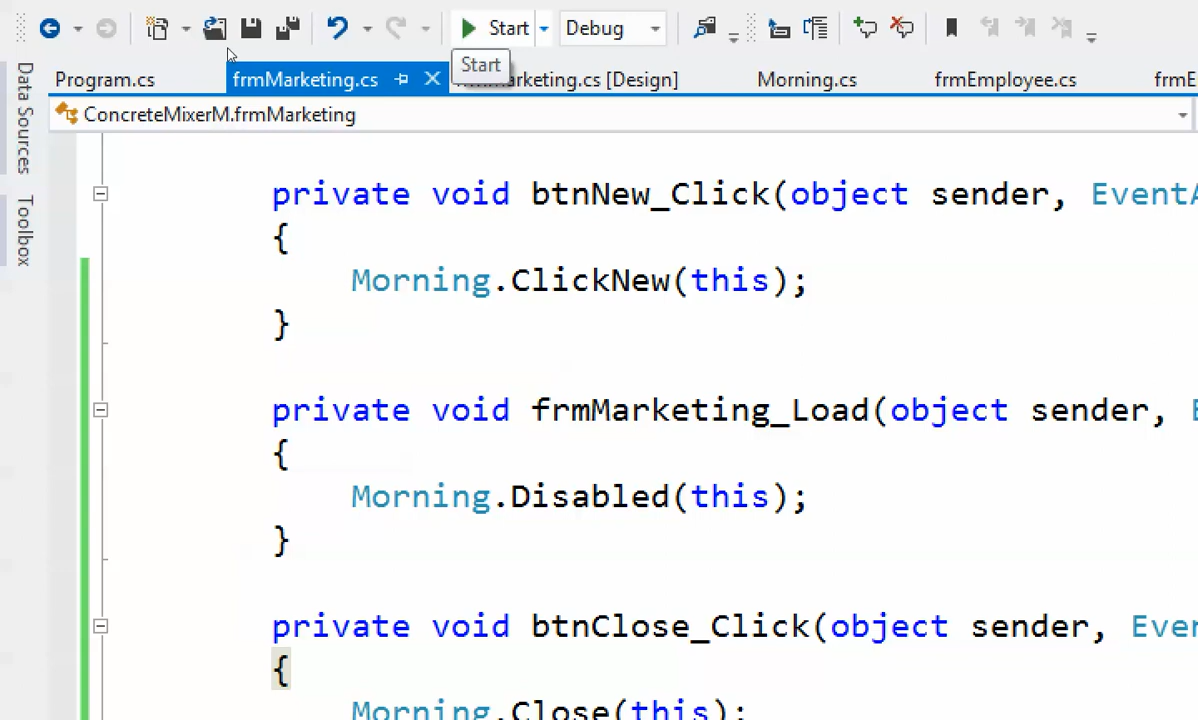 Start Debug
Start
Program.cs frmMarketing.cs arketing.cs [Design] Morning.cs frmEmployee.cs frmE
ConcreteMixerM.frmMarketing
Data Sources
Toolbox
private void btnNew_Click(object sender, EventA
{
Morning.ClickNew(this);
}
private void frmMarketing_Load(object sender, E
{
Morning.Disabled(this);
}
private void btnClose_Click(object sender, Even
{
Morning.Close(this);